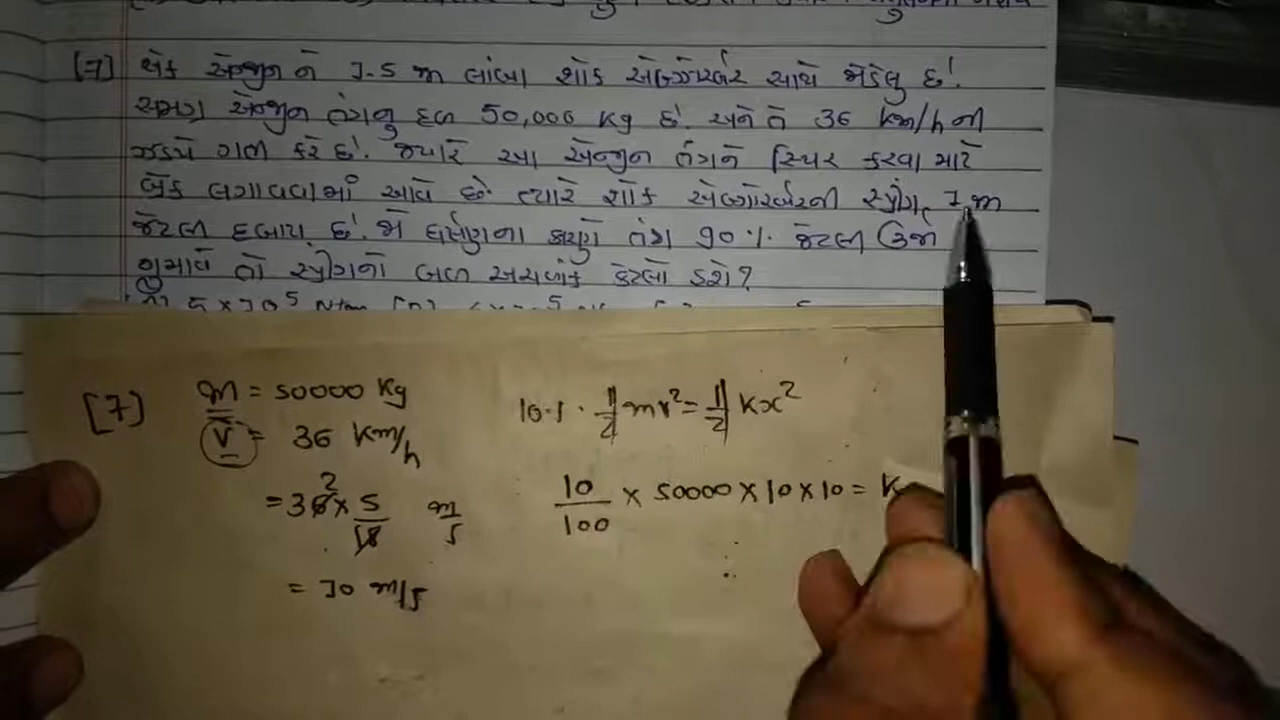 [7] એક એન્જીન ને 1.5 m લાંબા શોક એબ્સોર્બર સાથે જોડેલુ છે.
સમગ્ર એન્જીન તંત્રનુ દળ 50,000 Kg છે. અને તે 36 km/h ની
ઝડપે ગતિ કરે છે. જ્યારે આ એન્જીન તંત્રને સ્થિર કરવા માટે
બ્રેક લગાવવામાં આવે છે ત્યારે શોક એબ્સોર્બરની સ્પ્રીંગ 1 m
જેટલી દબાય છે. જો ઘર્ષણના કારણે તંત્ર 90 % જેટલી ઉર્જા
ગુમાવે તો સ્પ્રીંગનો બળ અચળાંક કેટલો હશે?
[7] m = 50000 Kg
10 % · 1/2 mv² = 1/2 Kx²
V = 36 Km/h
= 36 × 5/18 m/s
10/100 × 50000 × 10 × 10 = K
= 10 m/s